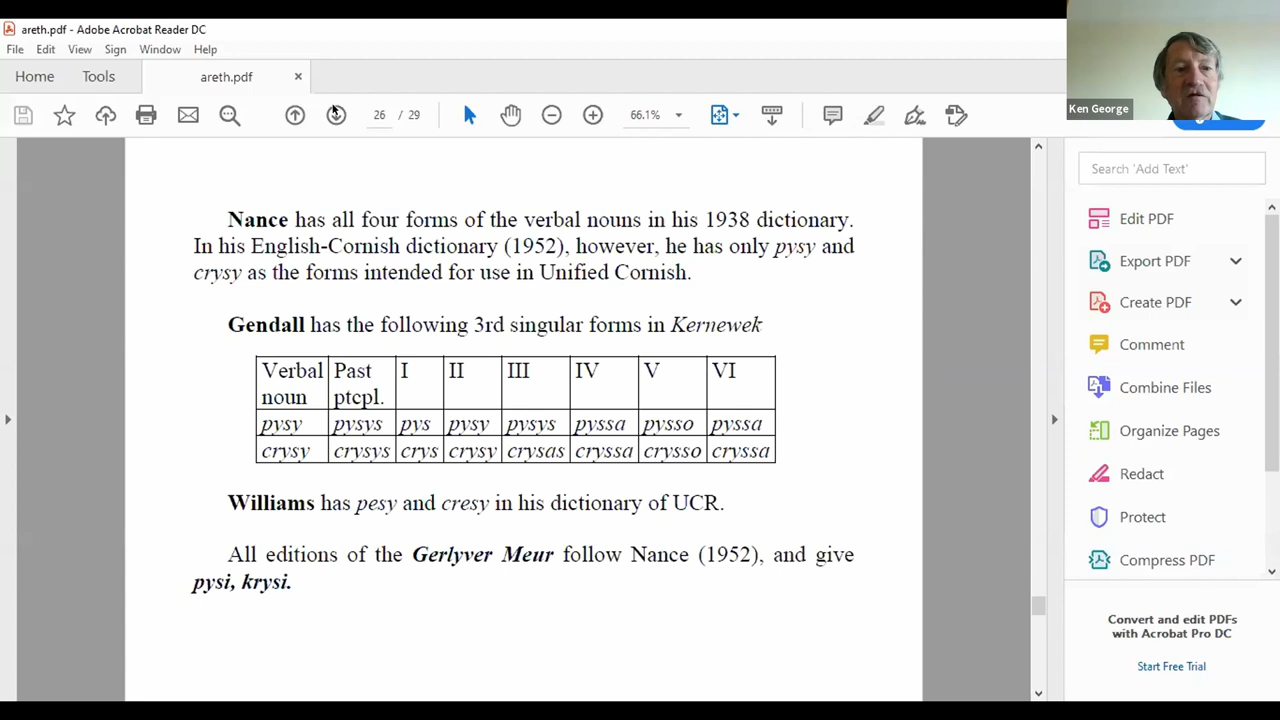 areth.pdf - Adobe Acrobat Reader DC
File Edit View Sign Window Help
Home Tools areth.pdf ×
26 / 29 66.1%
Ken George
Nance has all four forms of the verbal nouns in his 1938 dictionary.
In his English-Cornish dictionary (1952), however, he has only pysy and
crysy as the forms intended for use in Unified Cornish.
Gendall has the following 3rd singular forms in Kernewek
Verbal noun Past ptcpl. I II III IV V VI
pysy pysys pys pysy pysys pyssa pysso pyssa
crysy crysys crys crysy crysas cryssa crysso cryssa
Williams has pesy and cresy in his dictionary of UCR.
All editions of the Gerlyver Meur follow Nance (1952), and give
pysi, krysi.
Search 'Add Text'
Edit PDF
Export PDF
Create PDF
Comment
Combine Files
Organize Pages
Redact
Protect
Compress PDF
Convert and edit PDFs
with Acrobat Pro DC
Start Free Trial